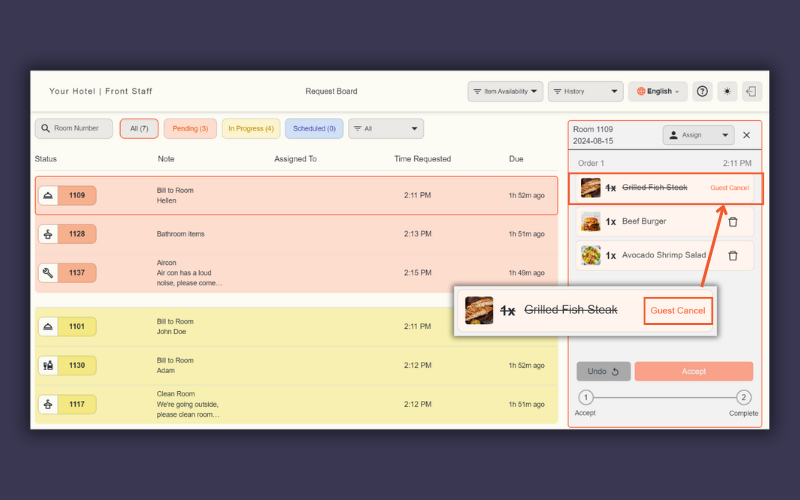 Your Hotel | Front Staff
Request Board
Item Availability
History
English
Room Number
All (7)
Pending (3)
In Progress (4)
Scheduled (0)
All
Status
Note
Assigned To
Time Requested
Due
1109
Bill to Room
Hellen
2:11 PM
1h 52m ago
1128
Bathroom items
2:13 PM
1h 51m ago
1137
Aircon
Air con has a loud
noise, please come...
2:15 PM
1h 49m ago
1101
Bill to Room
John Doe
2:11 PM
1130
Bill to Room
Adam
2:12 PM
1h 52m ago
1117
Clean Room
We're going outside,
please clean room...
2:12 PM
1h 51m ago
Room 1109
2024-08-15
Assign
Order 1
2:11 PM
1x Grilled Fish Steak
Guest Cancel
1x Beef Burger
1x Avocado Shrimp Salad
1x Grilled Fish Steak
Guest Cancel
Undo
Accept
1
2
Accept
Complete